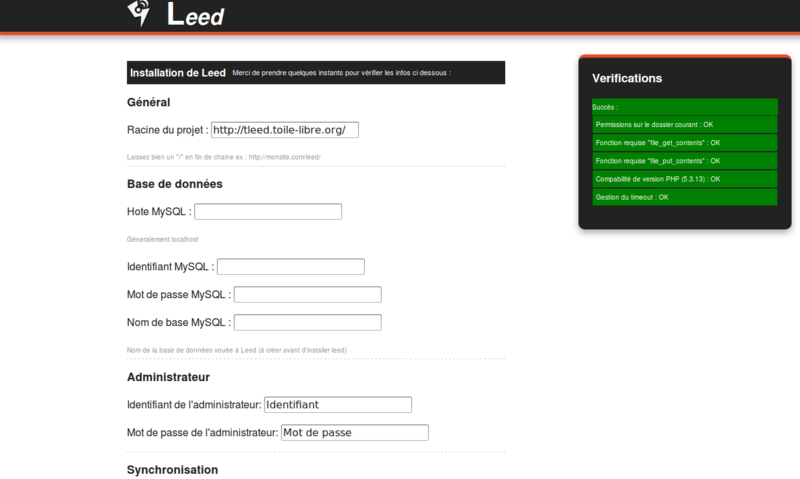 Leed
Installation de Leed Merci de prendre quelques instants pour vérifier les infos ci dessous :
Général
Racine du projet : http://tleed.toile-libre.org/
Laissez bien un "/" en fin de chaine ex : http://monsite.com/leed/
Base de données
Hote MySQL :
Géneralement localhost
Identifiant MySQL :
Mot de passe MySQL :
Nom de base MySQL :
Nom de la base de données vouée à Leed (à créer avant d'installer leed)
Administrateur
Identifiant de l'administrateur: Identifiant
Mot de passe de l'administrateur: Mot de passe
Synchronisation
Verifications
Succès :
Permissions sur le dossier courant : OK
Fonction requise "file_get_contents" : OK
Fonction requise "file_put_contents" : OK
Compabilité de version PHP (5.3.13) : OK
Gestion du timeout : OK